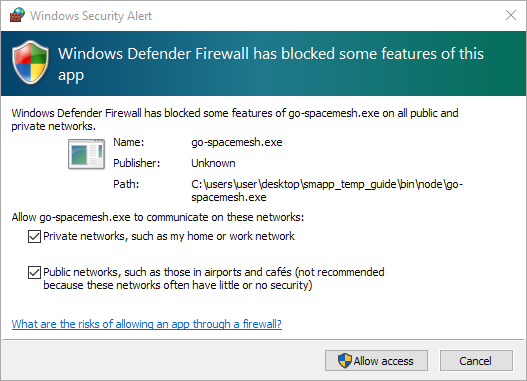 Windows Security Alert
Windows Defender Firewall has blocked some features of this
app
Windows Defender Firewall has blocked some features of go-spacemesh.exe on all public and
private networks.
Name: go-spacemesh.exe
Publisher: Unknown
Path: C:\users\user\desktop\smapp_temp_guide\bin\node\go-
spacemesh.exe
Allow go-spacemesh.exe to communicate on these networks:
Private networks, such as my home or work network
Public networks, such as those in airports and cafés (not recommended
because these networks often have little or no security)
What are the risks of allowing an app through a firewall?
Allow access Cancel